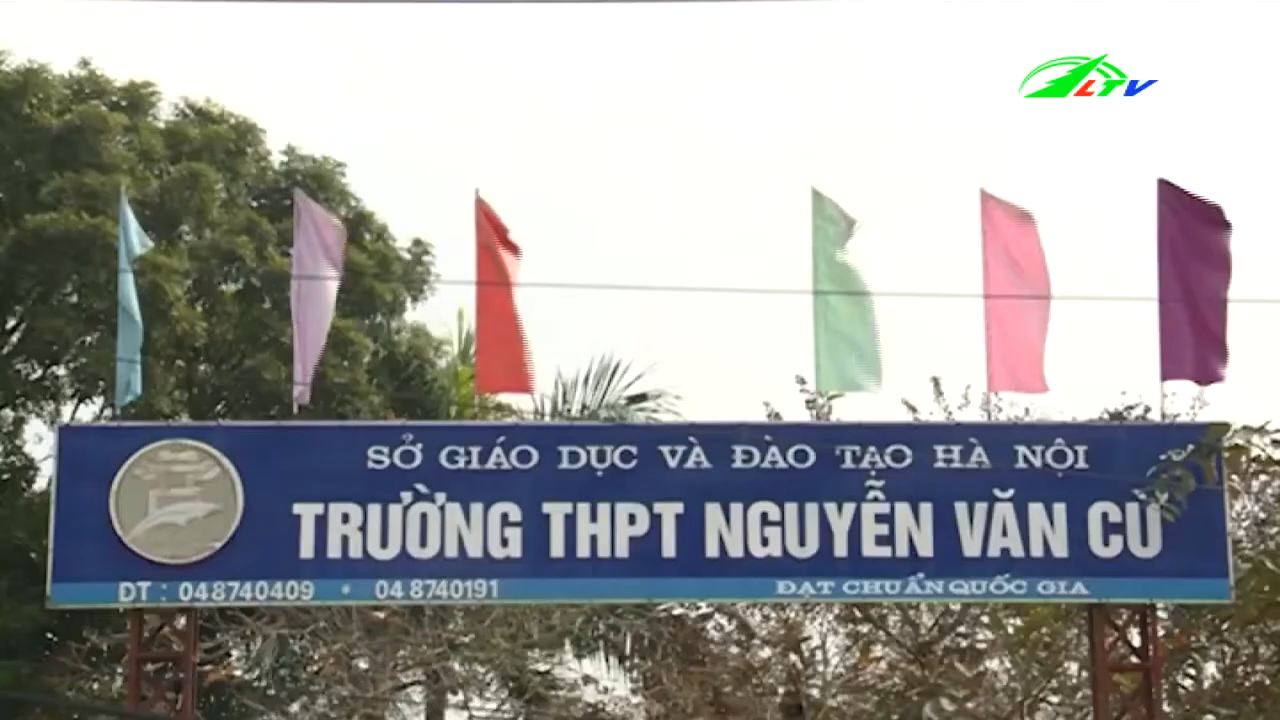 LTV
SỞ GIÁO DỤC VÀ ĐÀO TẠO HÀ NỘI
TRƯỜNG THPT NGUYỄN VĂN CỪ
ĐT : 048740409 • 04 8740191
ĐẠT CHUẨN QUỐC GIA